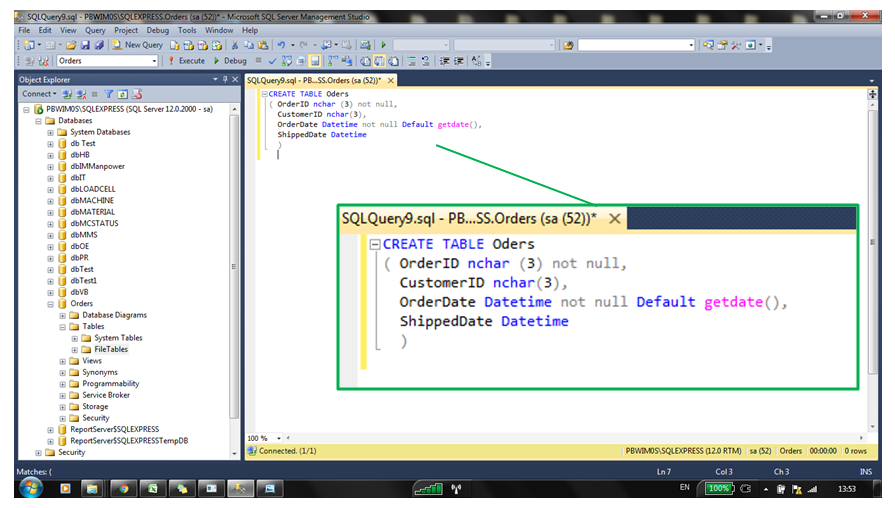 SQLQuery9.sql - PBWIM0S\SQLEXPRESS.Orders (sa (52))* - Microsoft SQL Server Management Studio
File Edit View Query Project Debug Tools Window Help
New Query
Orders Execute Debug
Object Explorer
Connect
PBWIM0S\SQLEXPRESS (SQL Server 12.0.2000 - sa)
Databases
System Databases
db Test
dbHB
dbIMManpower
dbIT
dbLOADCELL
dbMACHINE
dbMATERIAL
dbMCSTATUS
dbMMS
dbOE
dbPR
dbTest
dbTest1
dbVB
Orders
Database Diagrams
Tables
System Tables
FileTables
Views
Synonyms
Programmability
Service Broker
Storage
Security
ReportServer$SQLEXPRESS
ReportServer$SQLEXPRESSTempDB
Security
SQLQuery9.sql - PB...SS.Orders (sa (52))*
CREATE TABLE Oders
( OrderID nchar (3) not null,
CustomerID nchar(3),
OrderDate Datetime not null Default getdate(),
ShippedDate Datetime
)
SQLQuery9.sql - PB...SS.Orders (sa (52))*
CREATE TABLE Oders
( OrderID nchar (3) not null,
CustomerID nchar(3),
OrderDate Datetime not null Default getdate(),
ShippedDate Datetime
)
100 %
Connected. (1/1) PBWIM0S\SQLEXPRESS (12.0 RTM) sa (52) Orders 00:00:00 0 rows
Matches: ( Ln 7 Col 3 Ch 3 INS
EN 100% 13:53